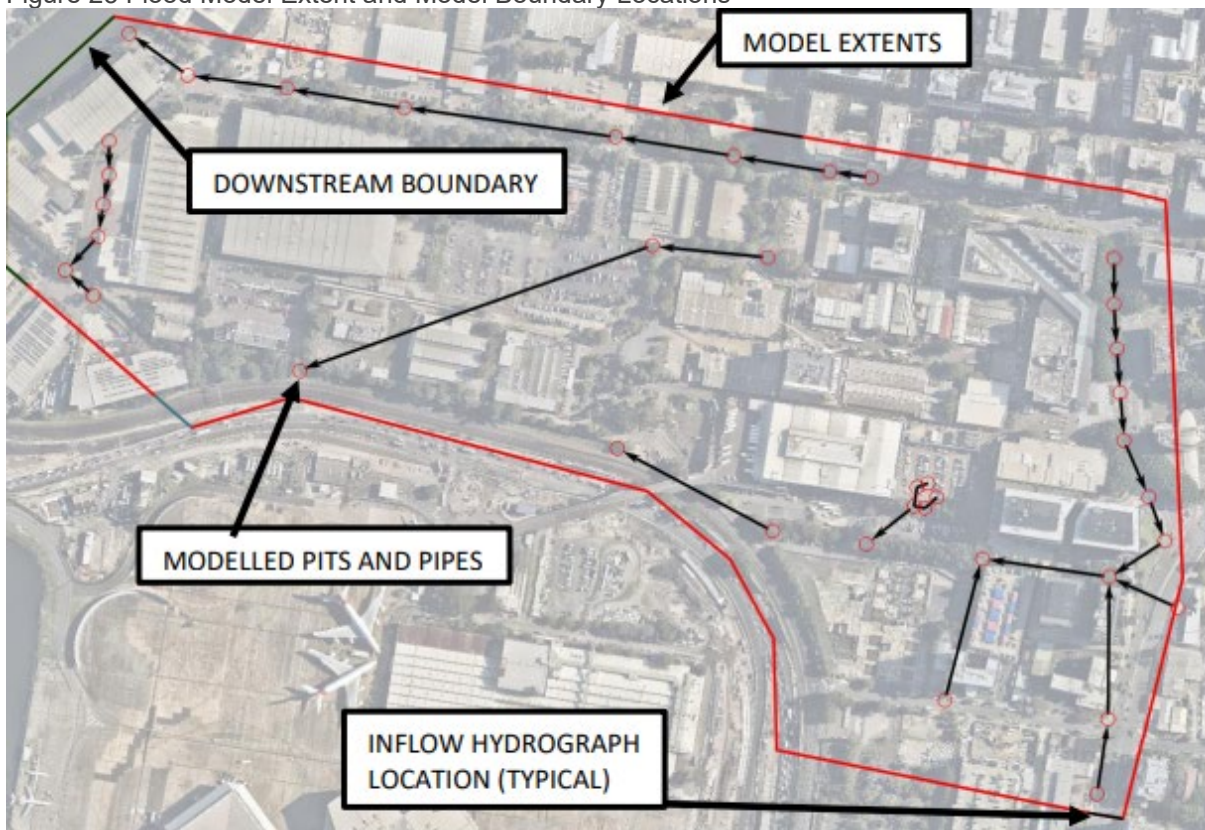 MODEL EXTENTS
DOWNSTREAM BOUNDARY
MODELLED PITS AND PIPES
INFLOW HYDROGRAPH
LOCATION (TYPICAL)